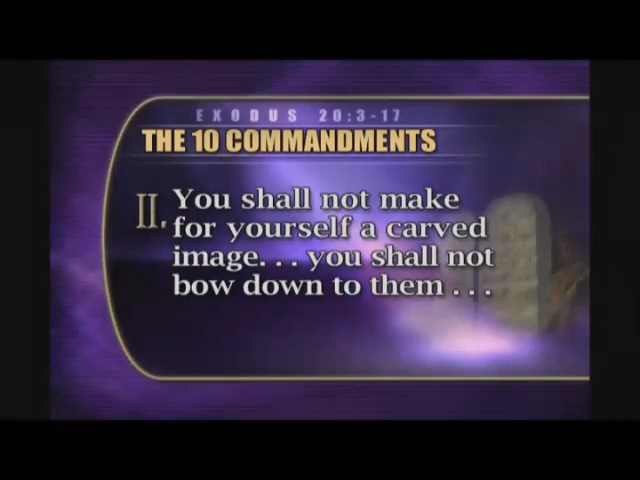 EXODUS 20:3-17
THE 10 COMMANDMENTS
II. You shall not make
for yourself a carved
image. . . you shall not
bow down to them . . .